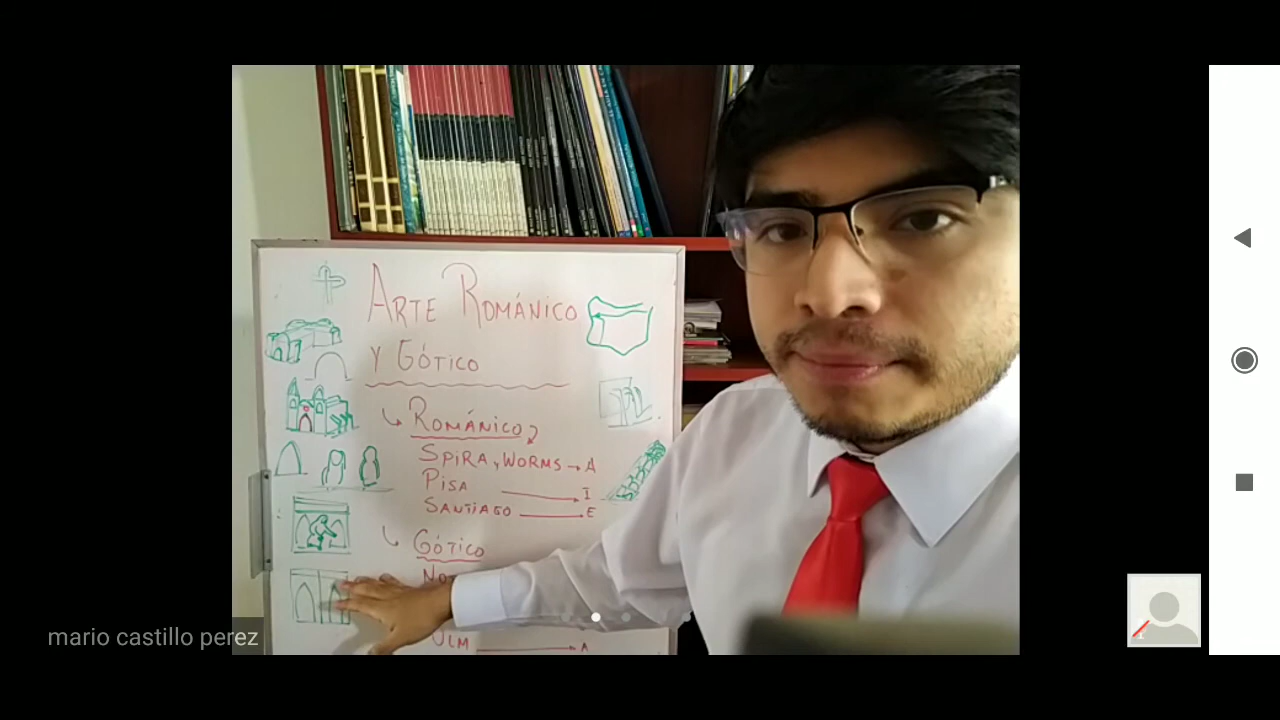 ARTE ROMÁNICO
Y GÓTICO
ROMÁNICO
SPIRA Y WORMS → A
PISA → I
SANTIAGO → E
GÓTICO
ULM → A
mario castillo perez